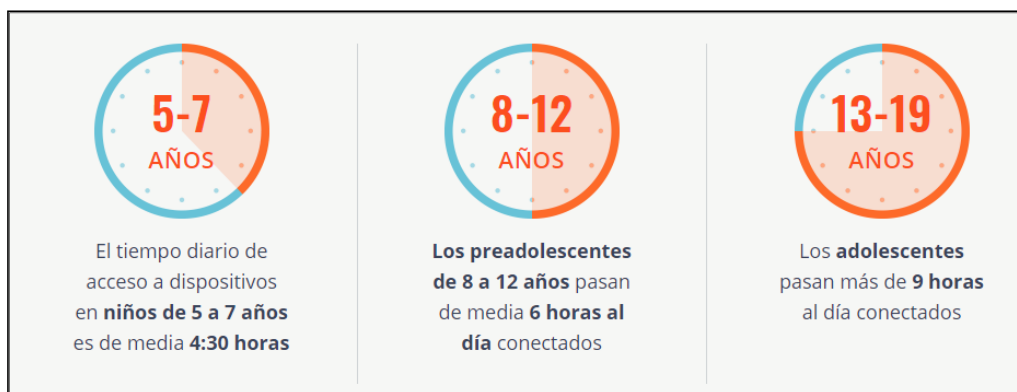 5-7
AÑOS
El tiempo diario de
acceso a dispositivos
en niños de 5 a 7 años
es de media 4:30 horas
8-12
AÑOS
Los preadolescentes
de 8 a 12 años pasan
de media 6 horas al
día conectados
13-19
AÑOS
Los adolescentes
pasan más de 9 horas
al día conectados